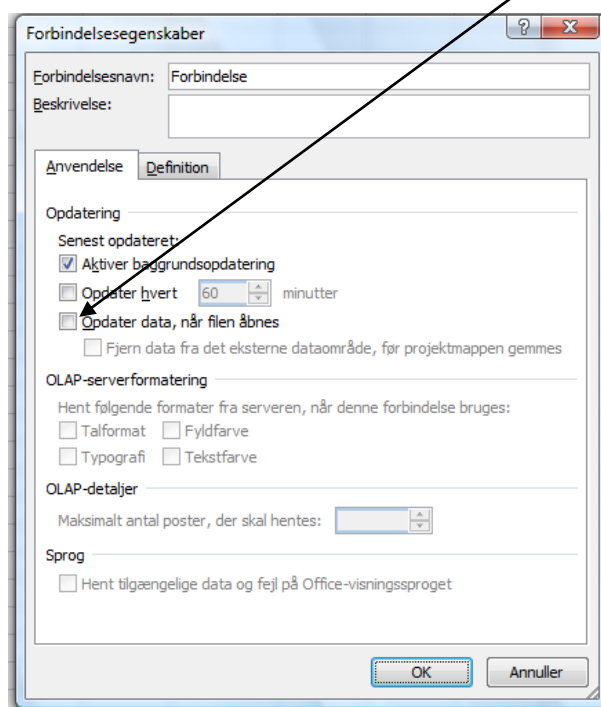 Forbindelsesegenskaber
Forbindelsesnavn: Forbindelse
Beskrivelse:
Anvendelse Definition
Opdatering
Senest opdateret:
Aktiver baggrundsopdatering
Opdater hvert 60 minutter
Opdater data, når filen åbnes
Fjern data fra det eksterne dataområde, før projektmappen gemmes
OLAP-serverformatering
Hent følgende formater fra serveren, når denne forbindelse bruges:
Talformat Fyldfarve
Typografi Tekstfarve
OLAP-detaljer
Maksimalt antal poster, der skal hentes:
Sprog
Hent tilgængelige data og fejl på Office-visningssproget
OK Annuller